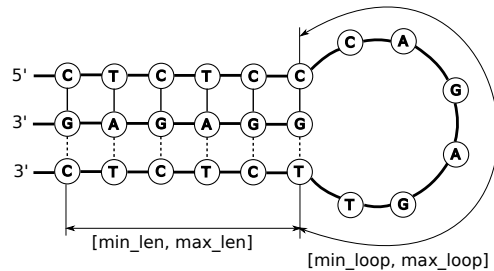 C A
5' C T C T C C
G
3' G A G A G G
A
3' C T C T C T
T G
[min_len, max_len]
[min_loop, max_loop]